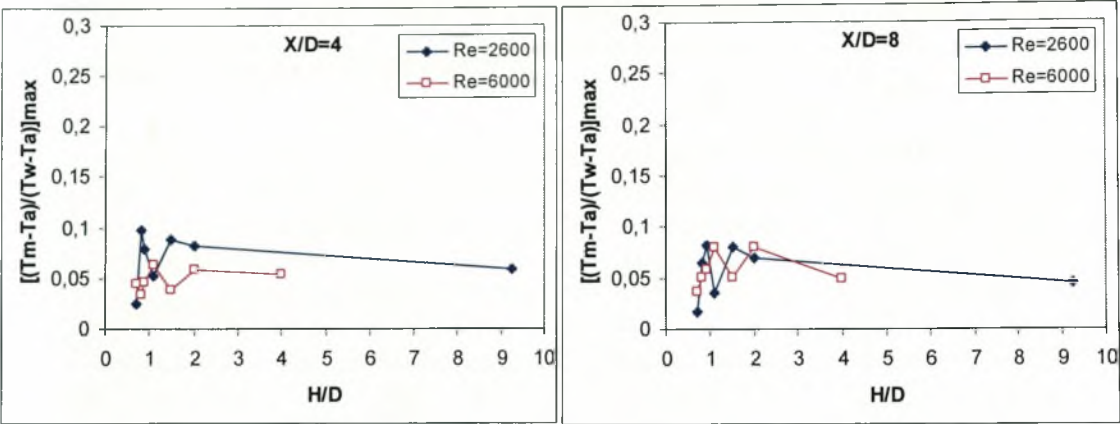 X/D=4
Re=2600
Re=6000
[(Tm-Ta)/(Tw-Ta)]max
0,3
0,25
0,2
0,15
0,1
0,05
0
0 1 2 3 4 5 6 7 8 9 10
H/D
X/D=8
Re=2600
Re=6000
[(Tm-Ta)/(Tw-Ta)]max
0,3
0,25
0,2
0,15
0,1
0,05
0
0 1 2 3 4 5 6 7 8 9 10
H/D